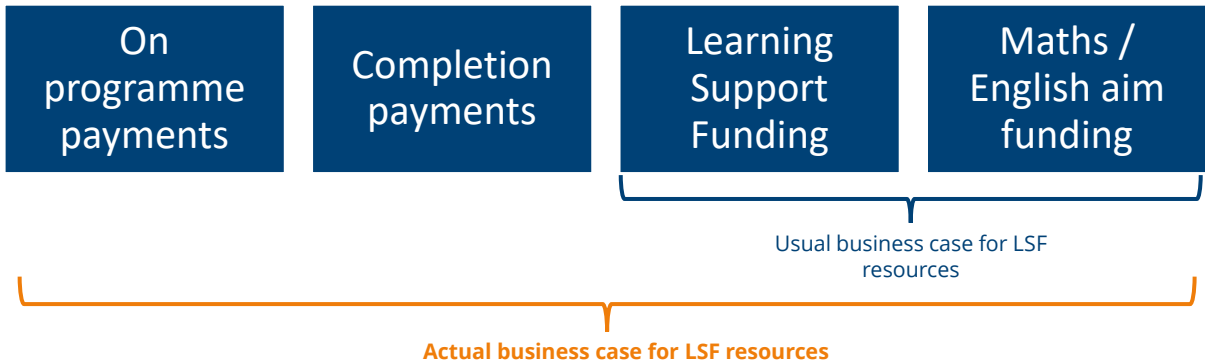 On
programme
payments
Completion
payments
Learning
Support
Funding
Maths /
English aim
funding
Usual business case for LSF
resources
Actual business case for LSF resources